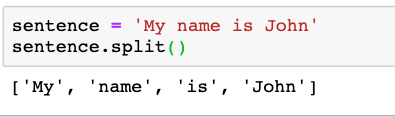 sentence = 'My name is John'
sentence.split()
['My', 'name', 'is', 'John']